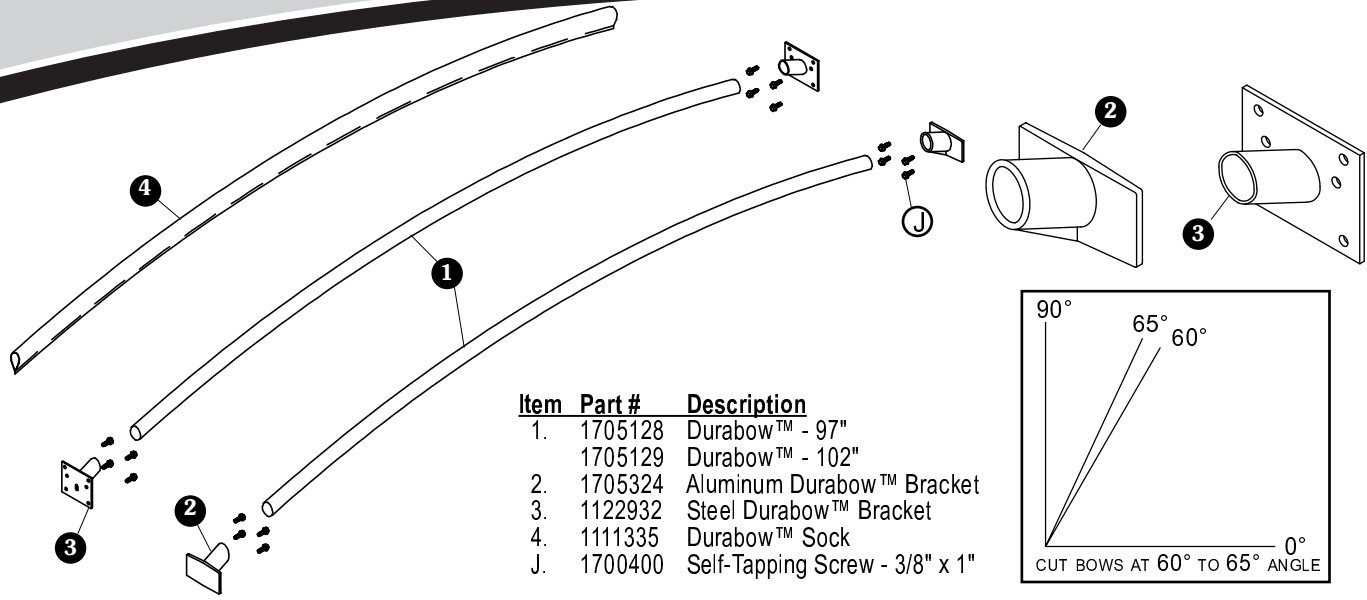 4
1
J
2
3
3
2
Item Part # Description
1. 1705128 Durabow™ - 97"
1705129 Durabow™ - 102"
2. 1705324 Aluminum Durabow™ Bracket
3. 1122932 Steel Durabow™ Bracket
4. 1111335 Durabow™ Sock
J. 1700400 Self-Tapping Screw - 3/8" x 1"
90°
65°
60°
0°
CUT BOWS AT 60° TO 65° ANGLE